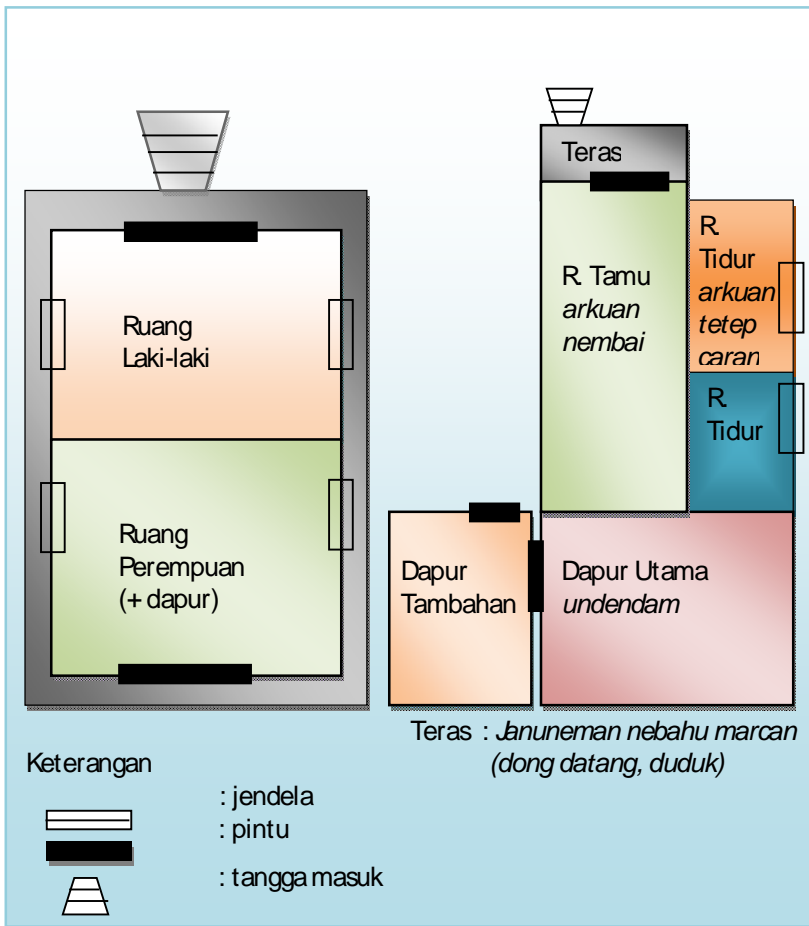 Ruang
Laki-laki
Ruang
Perempuan
(+ dapur)
Teras
R. Tamu
arkuan
nembai
R.
Tidur
arkuan
tetep
caran
R.
Tidur
Dapur
Tambahan
Dapur Utama
undendam
Teras : Januneman nebahu marcan
(dong datang, duduk)
Keterangan
: jendela
: pintu
: tangga masuk